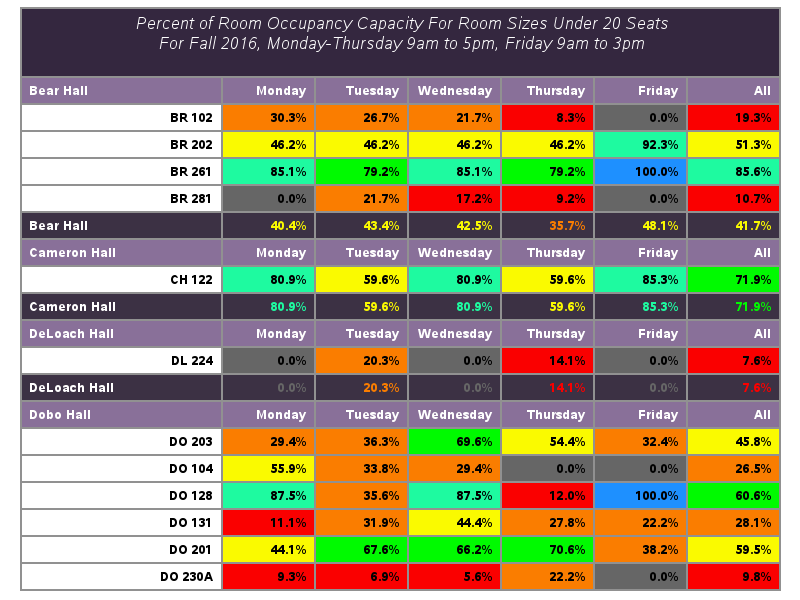 Percent of Room Occupancy Capacity For Room Sizes Under 20 Seats
For Fall 2016, Monday-Thursday 9am to 5pm, Friday 9am to 3pm
Bear Hall Monday Tuesday Wednesday Thursday Friday All
BR 102 30.3% 26.7% 21.7% 8.3% 0.0% 19.3%
BR 202 46.2% 46.2% 46.2% 46.2% 92.3% 51.3%
BR 261 85.1% 79.2% 85.1% 79.2% 100.0% 85.6%
BR 281 0.0% 21.7% 17.2% 9.2% 0.0% 10.7%
Bear Hall 40.4% 43.4% 42.5% 35.7% 48.1% 41.7%
Cameron Hall Monday Tuesday Wednesday Thursday Friday All
CH 122 80.9% 59.6% 80.9% 59.6% 85.3% 71.9%
Cameron Hall 80.9% 59.6% 80.9% 59.6% 85.3% 71.9%
DeLoach Hall Monday Tuesday Wednesday Thursday Friday All
DL 224 0.0% 20.3% 0.0% 14.1% 0.0% 7.6%
DeLoach Hall 0.0% 20.3% 0.0% 14.1% 0.0% 7.6%
Dobo Hall Monday Tuesday Wednesday Thursday Friday All
DO 203 29.4% 36.3% 69.6% 54.4% 32.4% 45.8%
DO 104 55.9% 33.8% 29.4% 0.0% 0.0% 26.5%
DO 128 87.5% 35.6% 87.5% 12.0% 100.0% 60.6%
DO 131 11.1% 31.9% 44.4% 27.8% 22.2% 28.1%
DO 201 44.1% 67.6% 66.2% 70.6% 38.2% 59.5%
DO 230A 9.3% 6.9% 5.6% 22.2% 0.0% 9.8%